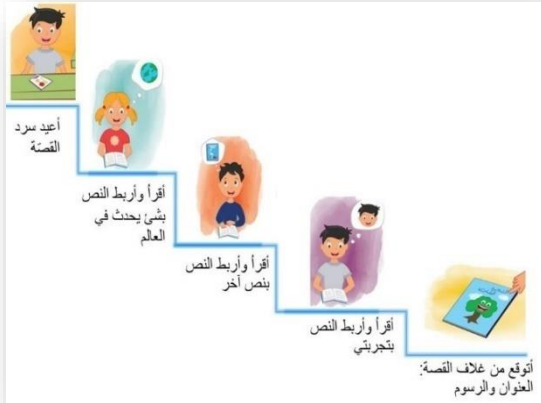 أعيد سرد
القصّة
أقرأ وأربط النص
بشئ يحدث في
العالم
أقرأ وأربط النص
بنص آخر
أقرأ وأربط النص
بتجربتي
أتوقع من غلاف القصة:
العنوان والرسوم